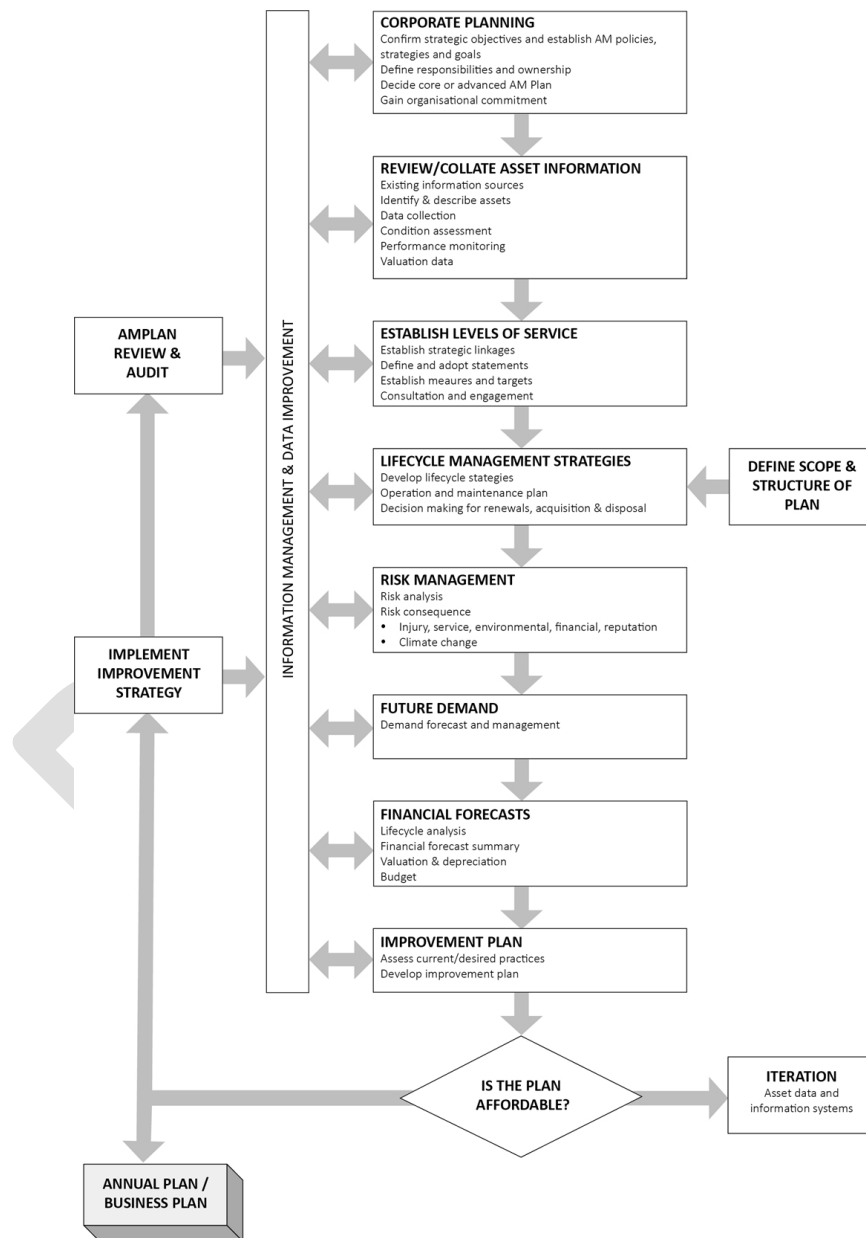 CORPORATE PLANNING
Confirm strategic objectives and establish AM policies,
strategies and goals
Define responsibilities and ownership
Decide core or advanced AM Plan
Gain organisational commitment
REVIEW/COLLATE ASSET INFORMATION
Existing information sources
Identify & describe assets
Data collection
Condition assessment
Performance monitoring
Valuation data
INFORMATION MANAGEMENT & DATA IMPROVEMENT
AMPLAN
REVIEW &
AUDIT
ESTABLISH LEVELS OF SERVICE
Establish strategic linkages
Define and adopt statements
Establish meaures and targets
Consultation and engagement
LIFECYCLE MANAGEMENT STRATEGIES
Develop lifecycle stategies
Operation and maintenance plan
Decision making for renewals, acquisition & disposal
DEFINE SCOPE &
STRUCTURE OF
PLAN
RISK MANAGEMENT
Risk analysis
Risk consequence
• Injury, service, environmental, financial, reputation
• Climate change
IMPLEMENT
IMPROVEMENT
STRATEGY
FUTURE DEMAND
Demand forecast and management
FINANCIAL FORECASTS
Lifecycle analysis
Financial forecast summary
Valuation & depreciation
Budget
IMPROVEMENT PLAN
Assess current/desired practices
Develop improvement plan
IS THE PLAN
AFFORDABLE?
ITERATION
Asset data and
information systems
ANNUAL PLAN /
BUSINESS PLAN